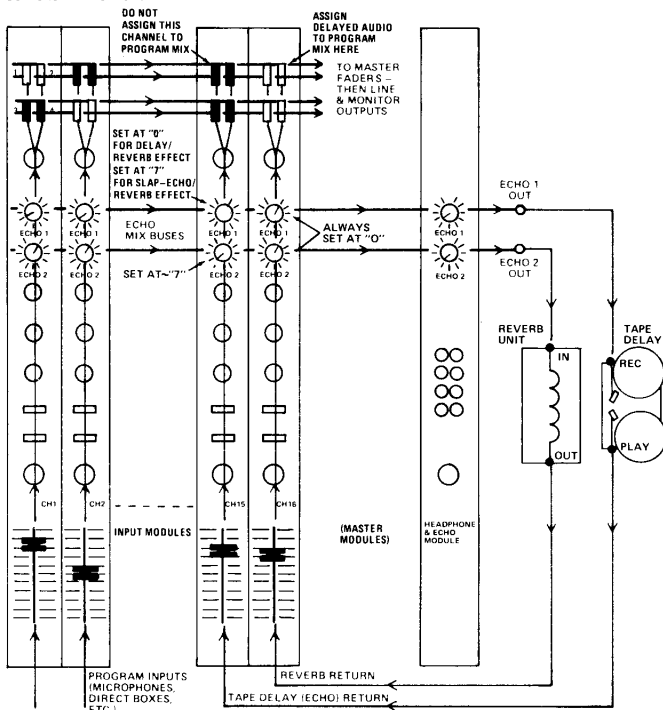 DO NOT
ASSIGN THIS
CHANNEL TO
PROGRAM MIX
ASSIGN
DELAYED AUDIO
TO PROGRAM
MIX HERE
1
2
3
4
TO MASTER
FADERS –
THEN LINE
& MONITOR
OUTPUTS
SET AT "0"
FOR DELAY/
REVERB EFFECT
SET AT "7"
FOR SLAP-ECHO/
REVERB EFFECT
ECHO 1
ECHO 1
ECHO 1
ECHO 1
ECHO 1
ECHO
MIX BUSES
ALWAYS
SET AT "0"
ECHO 2
ECHO 2
ECHO 2
ECHO 2
ECHO 2
SET AT ~ "7"
ECHO 1
OUT
ECHO 2
OUT
REVERB
UNIT
IN
OUT
TAPE
DELAY
REC
PLAY
CH1
CH2
CH15
CH16
INPUT MODULES
(MASTER
MODULES)
HEADPHONE
& ECHO
MODULE
PROGRAM INPUTS
(MICROPHONES,
DIRECT BOXES,
ETC.)
REVERB RETURN
TAPE DELAY (ECHO) RETURN